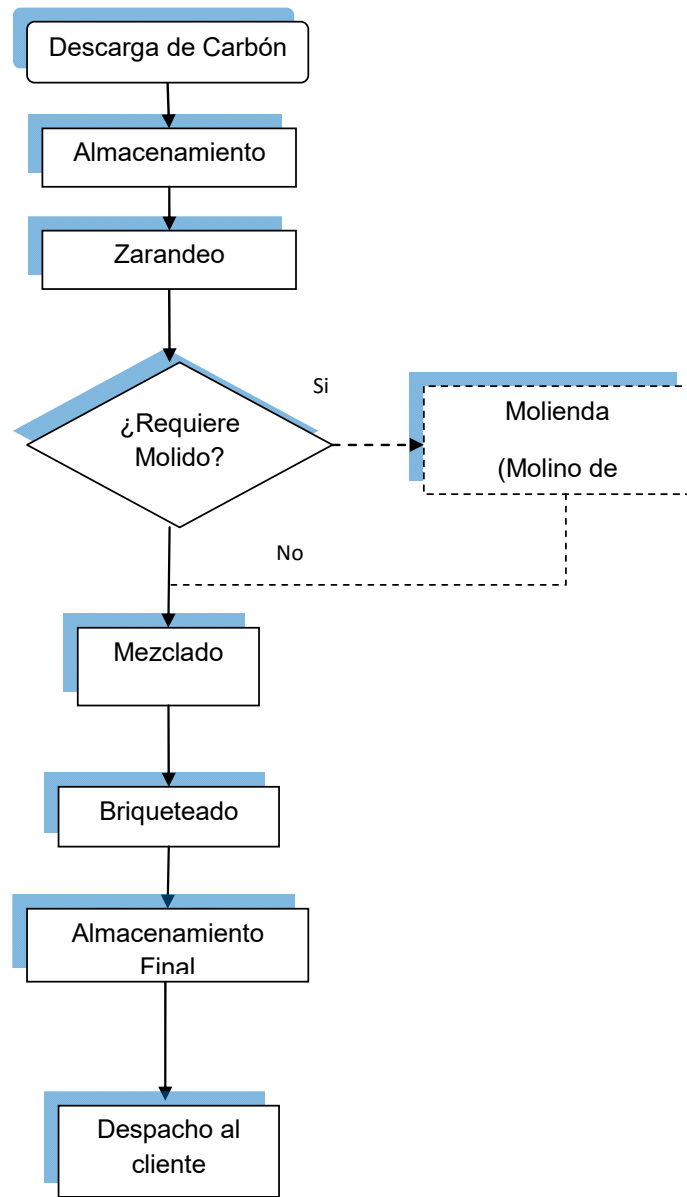 Descarga de Carbón
Almacenamiento
Zarandeo
¿Requiere
Molido?
Si
Molienda
(Molino de
No
Mezclado
Briqueteado
Almacenamiento
Final
Despacho al
cliente